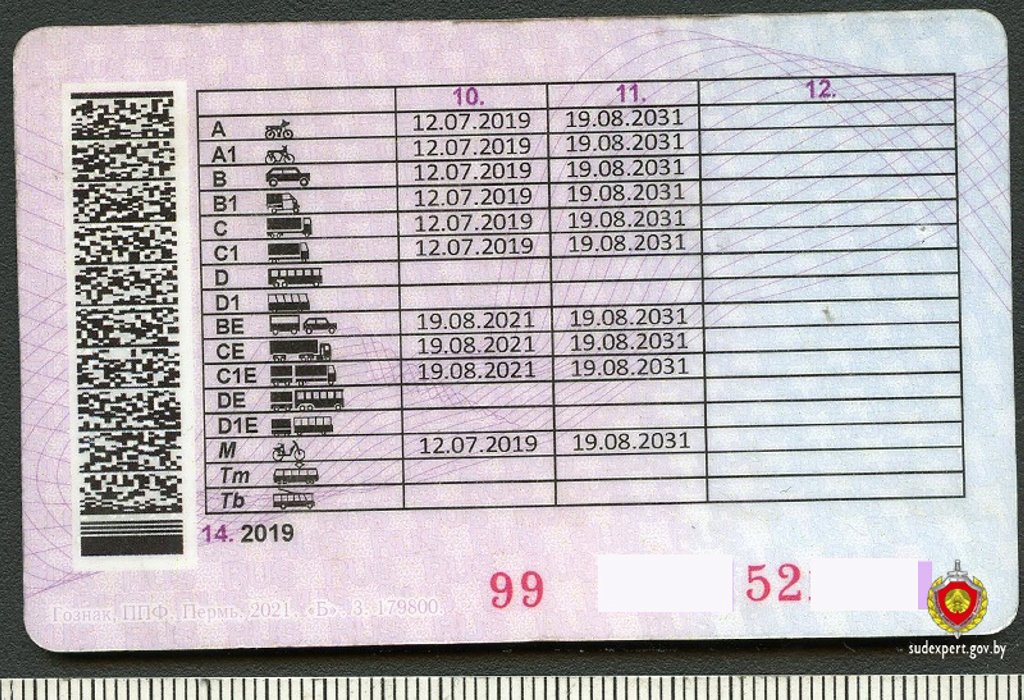 10. 11. 12.
A 12.07.2019 19.08.2031
A1 12.07.2019 19.08.2031
B 12.07.2019 19.08.2031
B1 12.07.2019 19.08.2031
C 12.07.2019 19.08.2031
C1 12.07.2019 19.08.2031
D
D1
BE 19.08.2021 19.08.2031
CE 19.08.2021 19.08.2031
C1E 19.08.2021 19.08.2031
DE
D1E
M 12.07.2019 19.08.2031
Tm
Tb
14. 2019
99 52
Гознак, ППФ, Пермь, 2021, «Б». З. 179800.
sudexpert.gov.by